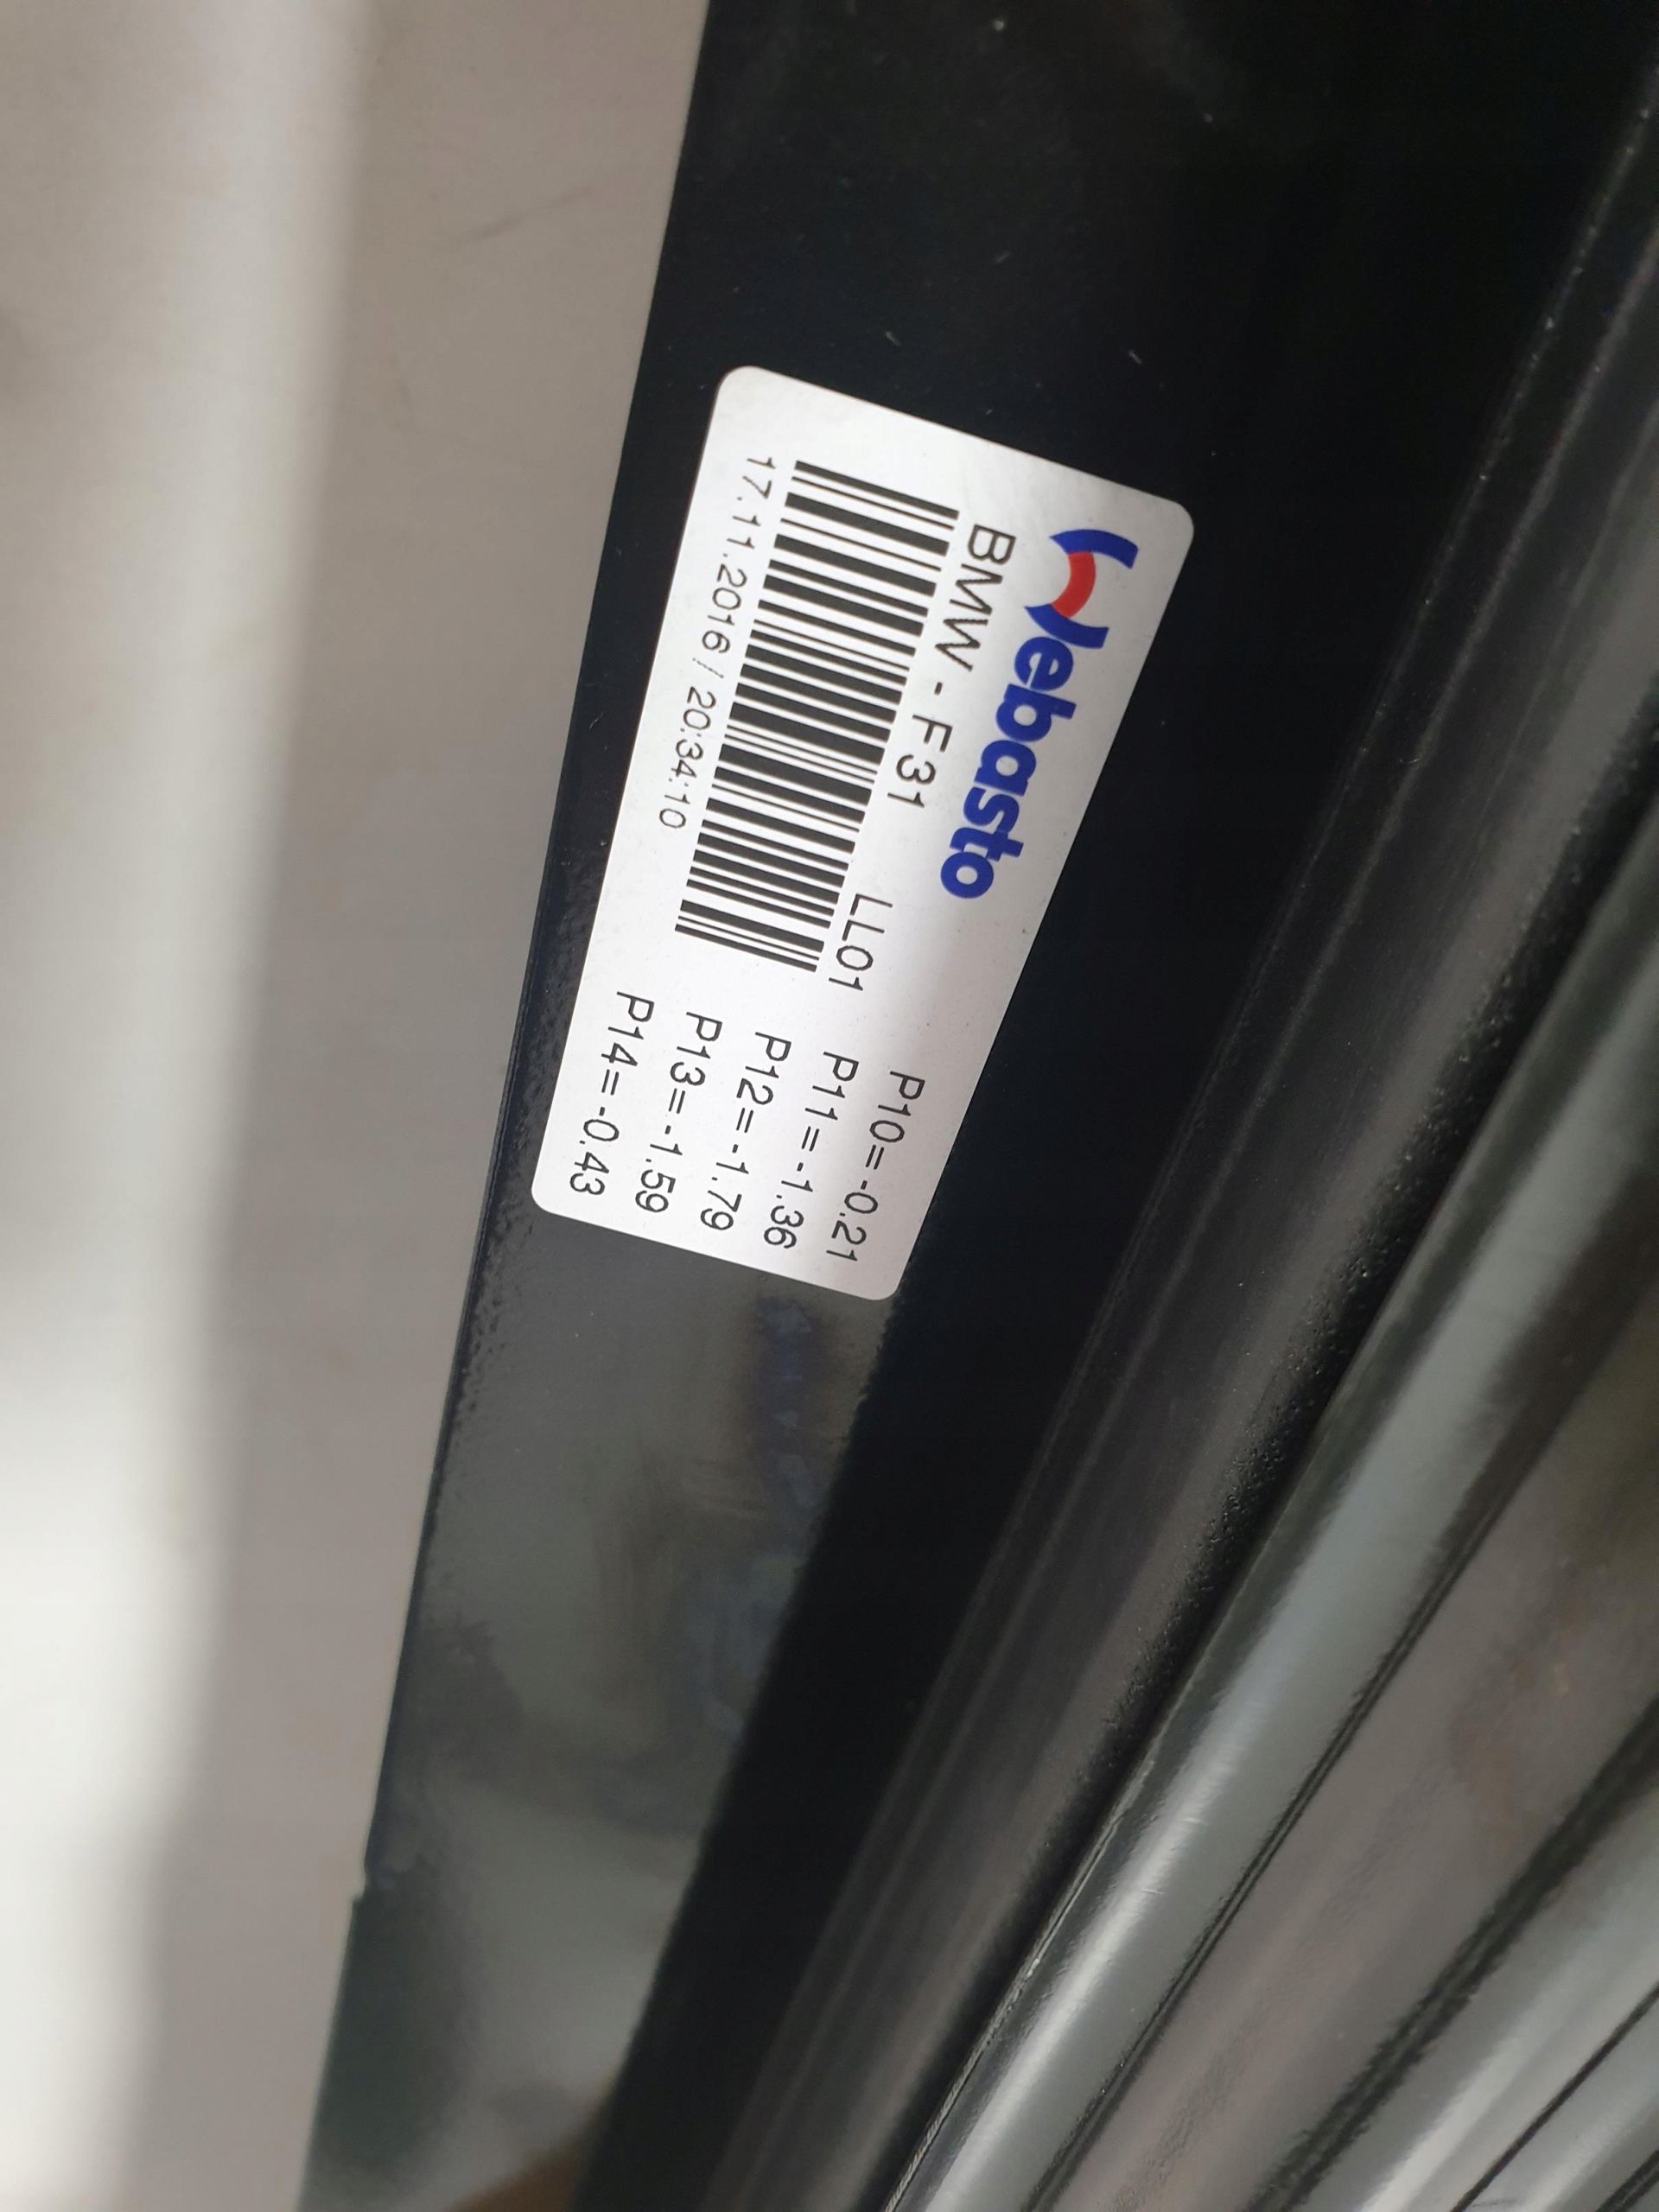 Webasto
BMW - F31 LL01
17.11.2016 / 20:34:10
P10= -0.21
P11= -1.36
P12= -1.79
P13= -1.59
P14= -0.43